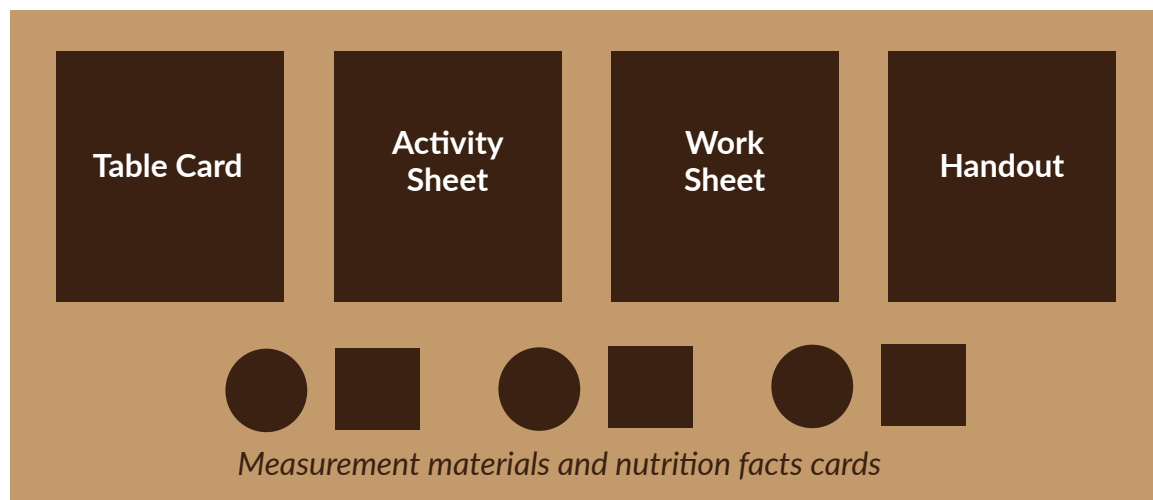 Table Card
Activity
Sheet
Work
Sheet
Handout
Measurement materials and nutrition facts cards